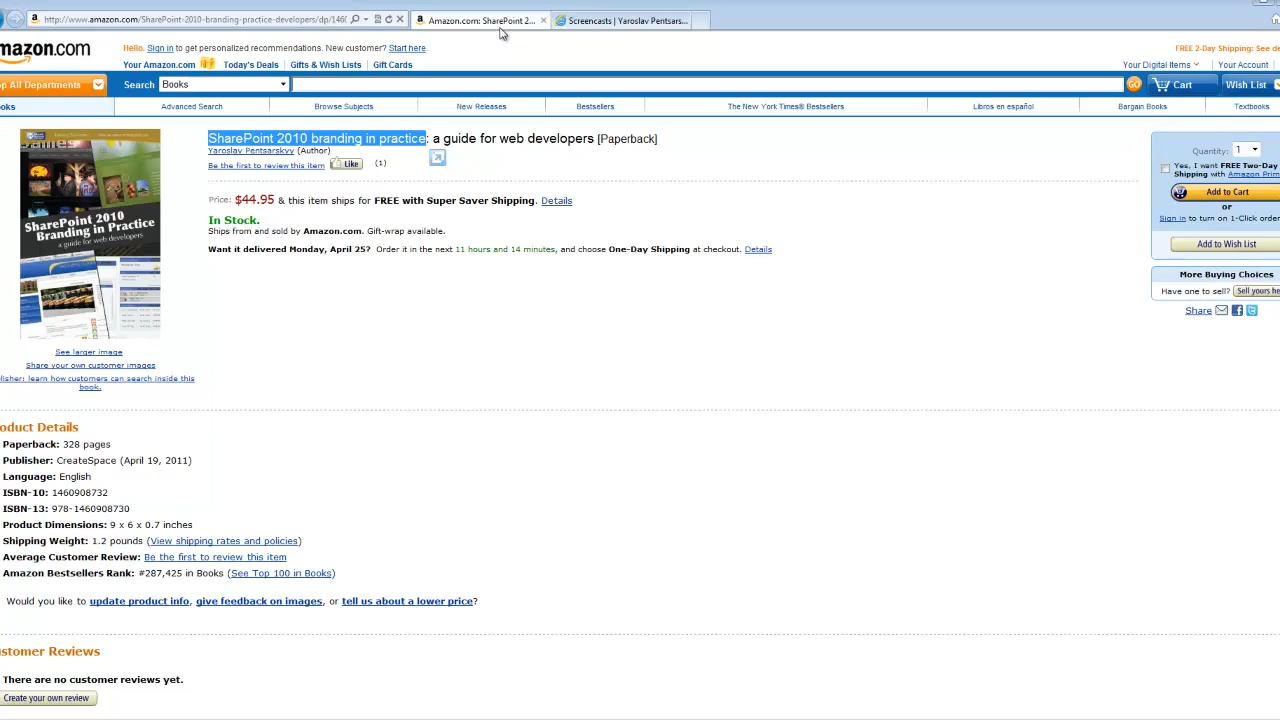 http://www.amazon.com/SharePoint-2010-branding-practice-developers/dp/146
Amazon.com: SharePoint 2...
Screencasts | Yaroslav Pentsars...
mazon.com
Hello. Sign in to get personalized recommendations. New customer? Start here.
FREE 2-Day Shipping: See de
Your Amazon.com
Today's Deals
Gifts & Wish Lists
Gift Cards
Your Digital Items
Your Account
op All Departments
Search
Books
GO
Cart
Wish List
ooks
Advanced Search
Browse Subjects
New Releases
Bestsellers
The New York Times® Bestsellers
Libros en español
Bargain Books
Textbooks
SharePoint 2010 branding in practice: a guide for web developers [Paperback]
Yaroslav Pentsarskyy (Author)
Be the first to review this item
Like
(1)
Price: $44.95 & this item ships for FREE with Super Saver Shipping. Details
In Stock.
Ships from and sold by Amazon.com. Gift-wrap available.
Want it delivered Monday, April 25? Order it in the next 11 hours and 14 minutes, and choose One-Day Shipping at checkout. Details
SharePoint 2010
Branding in Practice
a guide for web developers
Quantity: 1
Yes, I want FREE Two-Day
Shipping with Amazon Prim
Add to Cart
or
Sign in to turn on 1-Click order
Add to Wish List
More Buying Choices
Have one to sell? Sell yours he
Share
See larger image
Share your own customer images
blisher: learn how customers can search inside this
book.
roduct Details
Paperback: 328 pages
Publisher: CreateSpace (April 19, 2011)
Language: English
ISBN-10: 1460908732
ISBN-13: 978-1460908730
Product Dimensions: 9 x 6 x 0.7 inches
Shipping Weight: 1.2 pounds (View shipping rates and policies)
Average Customer Review: Be the first to review this item
Amazon Bestsellers Rank: #287,425 in Books (See Top 100 in Books)
Would you like to update product info, give feedback on images, or tell us about a lower price?
ustomer Reviews
There are no customer reviews yet.
Create your own review